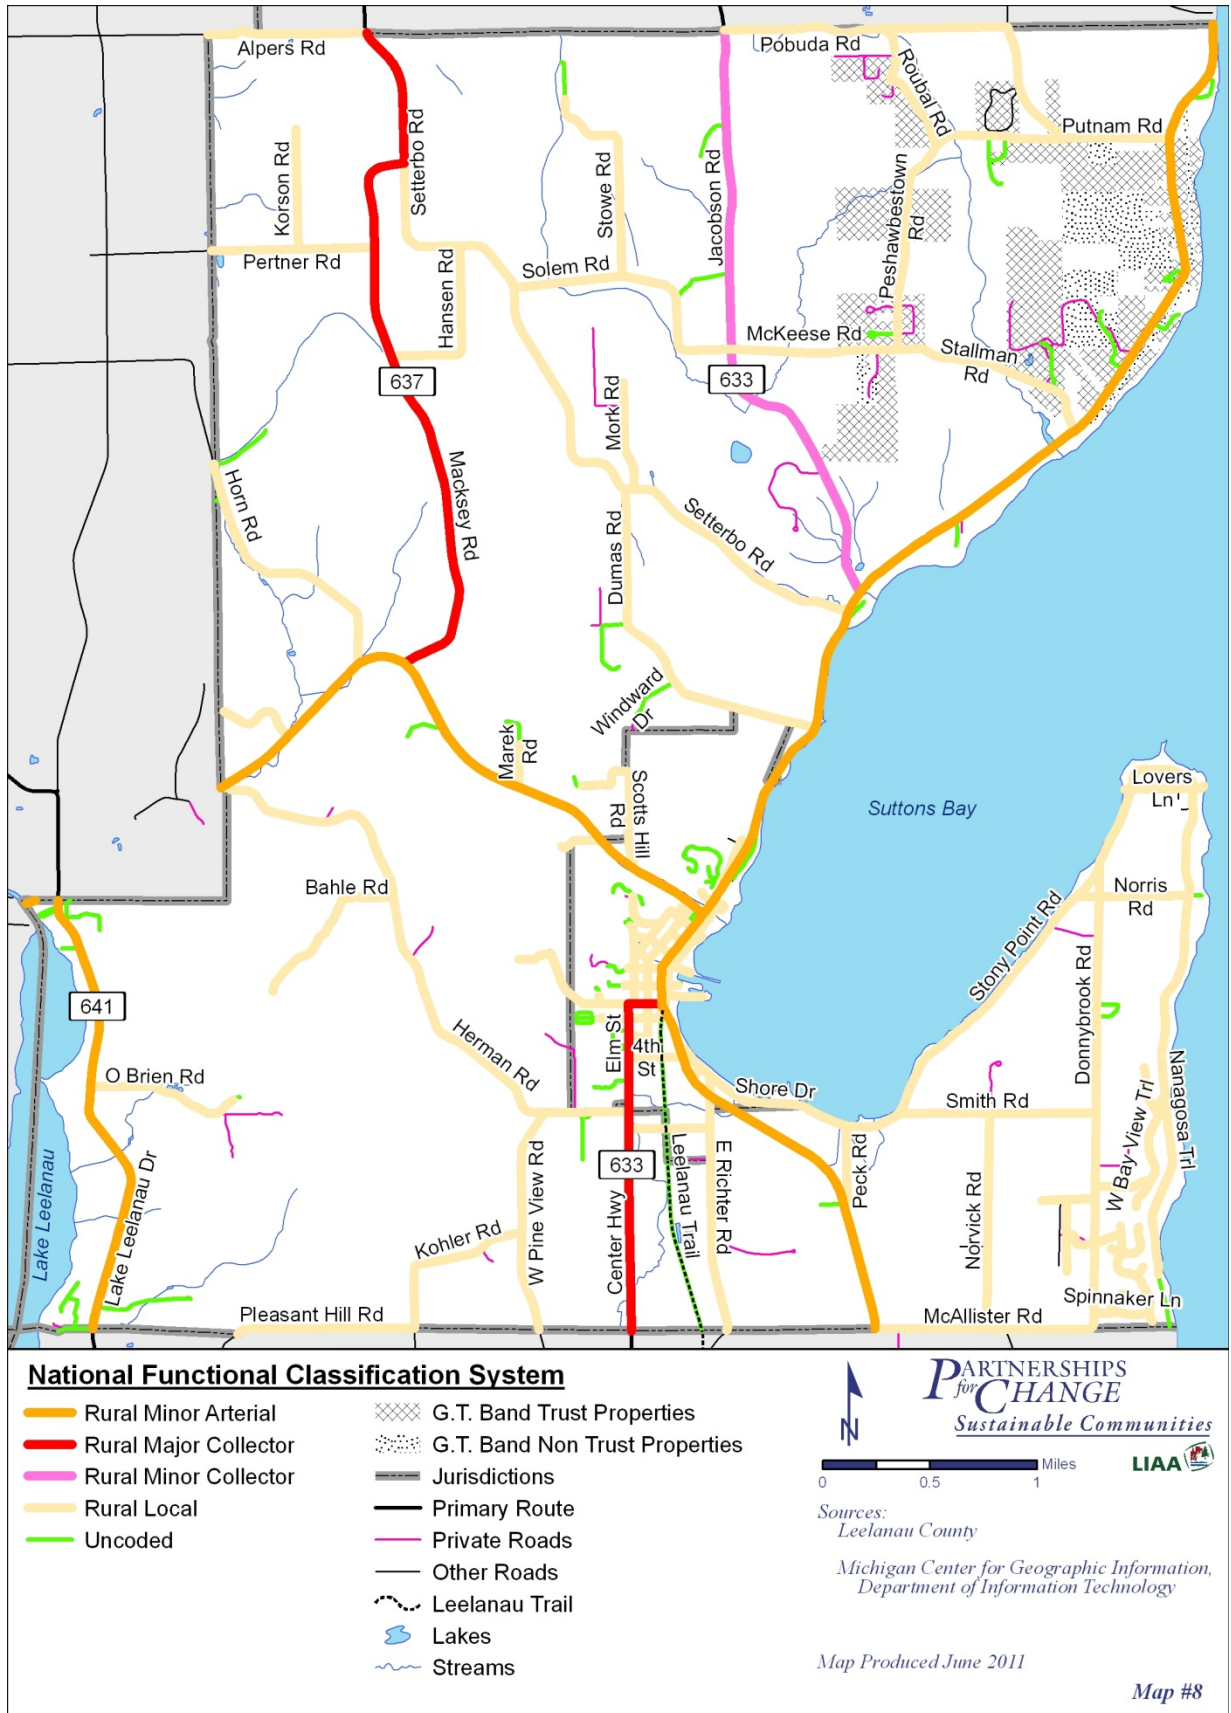 Alpers Rd
Pobuda Rd
Roubal Rd
Putnam Rd
Setterbo Rd
Korson Rd
Stowe Rd
Jacobson Rd
Peshawbestown
Rd
Pertner Rd
Hansen Rd
Solem Rd
McKeese Rd
Stallman
Rd
637
633
Mork Rd
Macksey Rd
Horn Rd
Setterbo Rd
Dumas Rd
Windward
Dr
Marek
Rd
Scotts Hill
Rd
Suttons Bay
Lovers
Ln
Bahle Rd
Norris
Rd
Stony Point Rd
Donnybrook Rd
641
Herman Rd
Elm St
4th
St
O Brien Rd
Shore Dr
Smith Rd
Nanagosa Trl
W Bay-View Trl
Lake Leelanau
Lake Leelanau Dr
W Pine View Rd
633
Center Hwy
Leelanau Trail
E Richter Rd
Peck Rd
Norvick Rd
Kohler Rd
Pleasant Hill Rd
McAllister Rd
Spinnaker Ln
National Functional Classification System
Rural Minor Arterial
Rural Major Collector
Rural Minor Collector
Rural Local
Uncoded
G.T. Band Trust Properties
G.T. Band Non Trust Properties
Jurisdictions
Primary Route
Private Roads
Other Roads
Leelanau Trail
Lakes
Streams
N
PARTNERSHIPS
for CHANGE
Sustainable Communities
Miles
0 0.5 1
LIAA
Sources:
Leelanau County
Michigan Center for Geographic Information,
Department of Information Technology
Map Produced June 2011
Map #8